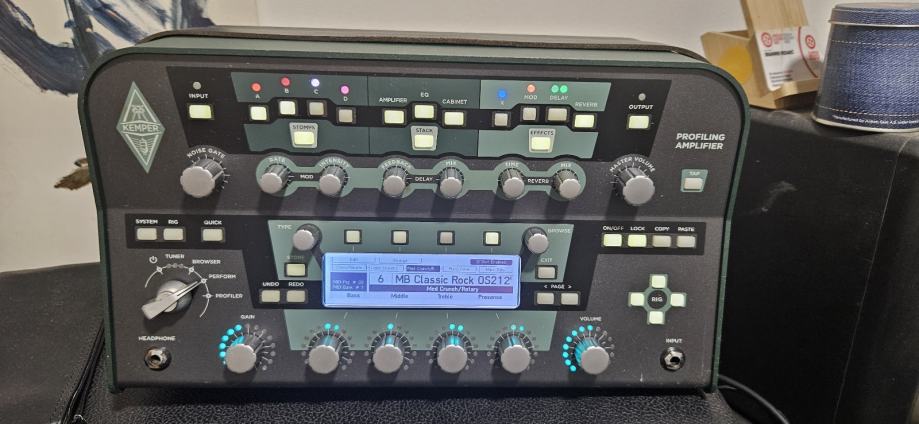 KEMPER
INPUT
A
B
C
D
AMPLIFIER
EQ
CABINET
X
MOD
DELAY
REVERB
OUTPUT
STOMPS
STACK
EFFECTS
PROFILING
AMPLIFIER
NOISE GATE
RATE
INTENSITY
FEEDBACK
MIX
TIME
MIX
MASTER VOLUME
MOD
DELAY
REVERB
TAP
SYSTEM
RIG
QUICK
TYPE
BROWSE
ON/OFF
LOCK
COPY
PASTE
TUNER
BROWSER
PERFORM
PROFILER
STORE
EXIT
UNDO
REDO
< PAGE >
RIG
6
MB Classic Rock OS212
Med Crunch/Rotary
Bass
Middle
Treble
Presence
GAIN
VOLUME
HEADPHONE
INPUT